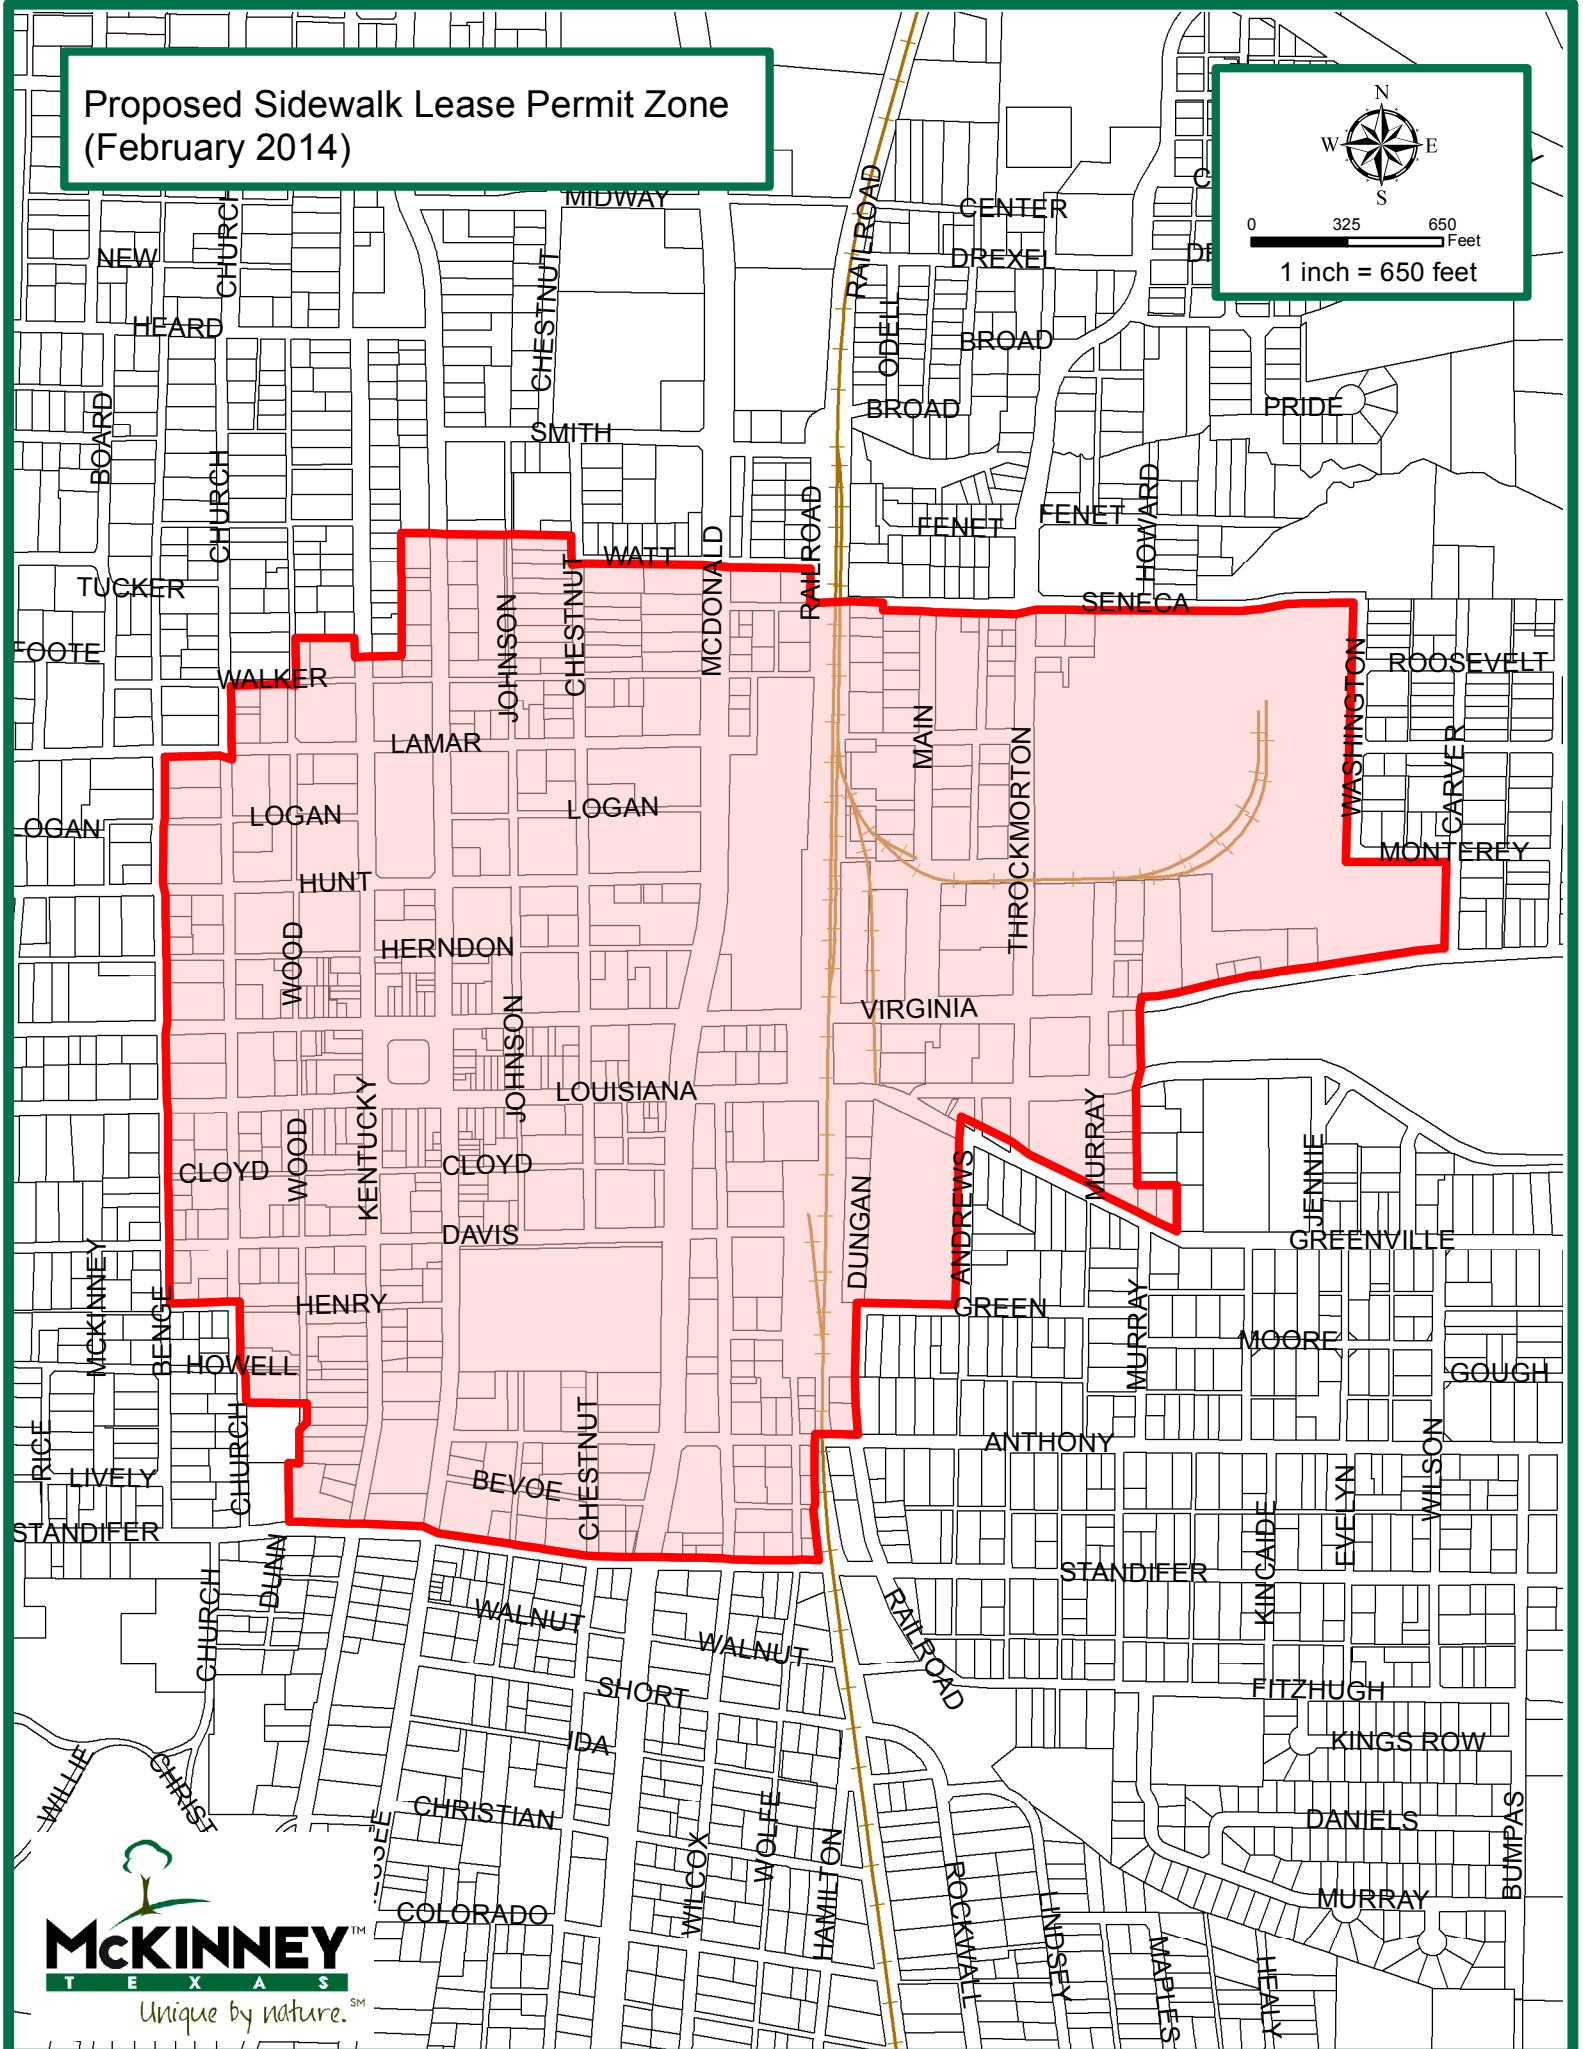 Proposed Sidewalk Lease Permit Zone
(February 2014)
N
W E
S
0 325 650
Feet
1 inch = 650 feet
MIDWAY
CHURCH
NEW
CHESTNUT
RAILROAD
CENTER
DREXEL
HEARD
ODELL
BROAD
BOARD
BROAD
PRIDE
SMITH
CHURCH
RAILROAD
FENET
FENET
HOWARD
WATT
MCDONALD
TUCKER
JOHNSON
CHESTNUT
SENECA
FOOTE
WALKER
WASHINGTON
ROOSEVELT
LAMAR
MAIN
THROCKMORTON
CARVER
LOGAN
LOGAN
LOGAN
MONTEREY
HUNT
WOOD
HERNDON
VIRGINIA
JOHNSON
LOUISIANA
KENTUCKY
WOOD
MURRAY
CLOYD
CLOYD
ANDREWS
JENNIE
DUNGAN
DAVIS
GREENVILLE
MCKINNEY
BENGE
HENRY
GREEN
MURRAY
MOORE
HOWELL
GOUGH
CHURCH
CHESTNUT
RICE
ANTHONY
WILSON
LIVELY
BEVOE
EVELYN
STANDIFER
KINCAIDE
DUNN
CHURCH
STANDIFER
WALNUT
RAILROAD
WALNUT
SHORT
FITZHUGH
IDA
KINGS ROW
WILLIE
CHRIST
CHRISTIAN
WOLFE
DANIELS
BUMPAS
WILCOX
HAMILTON
ROCKWALL
LINDSEY
MURRAY
COLORADO
MAPLES
HEALY
McKINNEY™
TEXAS
Unique by nature.℠